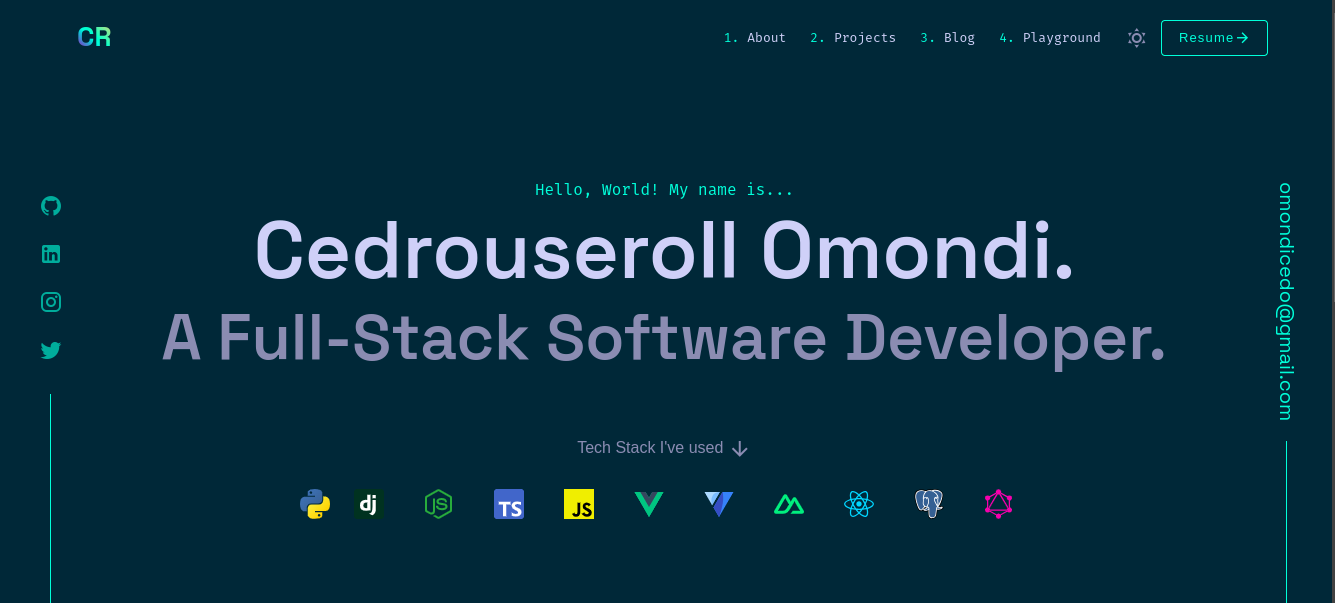 CR
1. About 2. Projects 3. Blog 4. Playground Resume
Hello, World! My name is...
Cedrouseroll Omondi.
A Full-Stack Software Developer.
omondicedo@gmail.com
Tech Stack I've used
dj
TS
JS